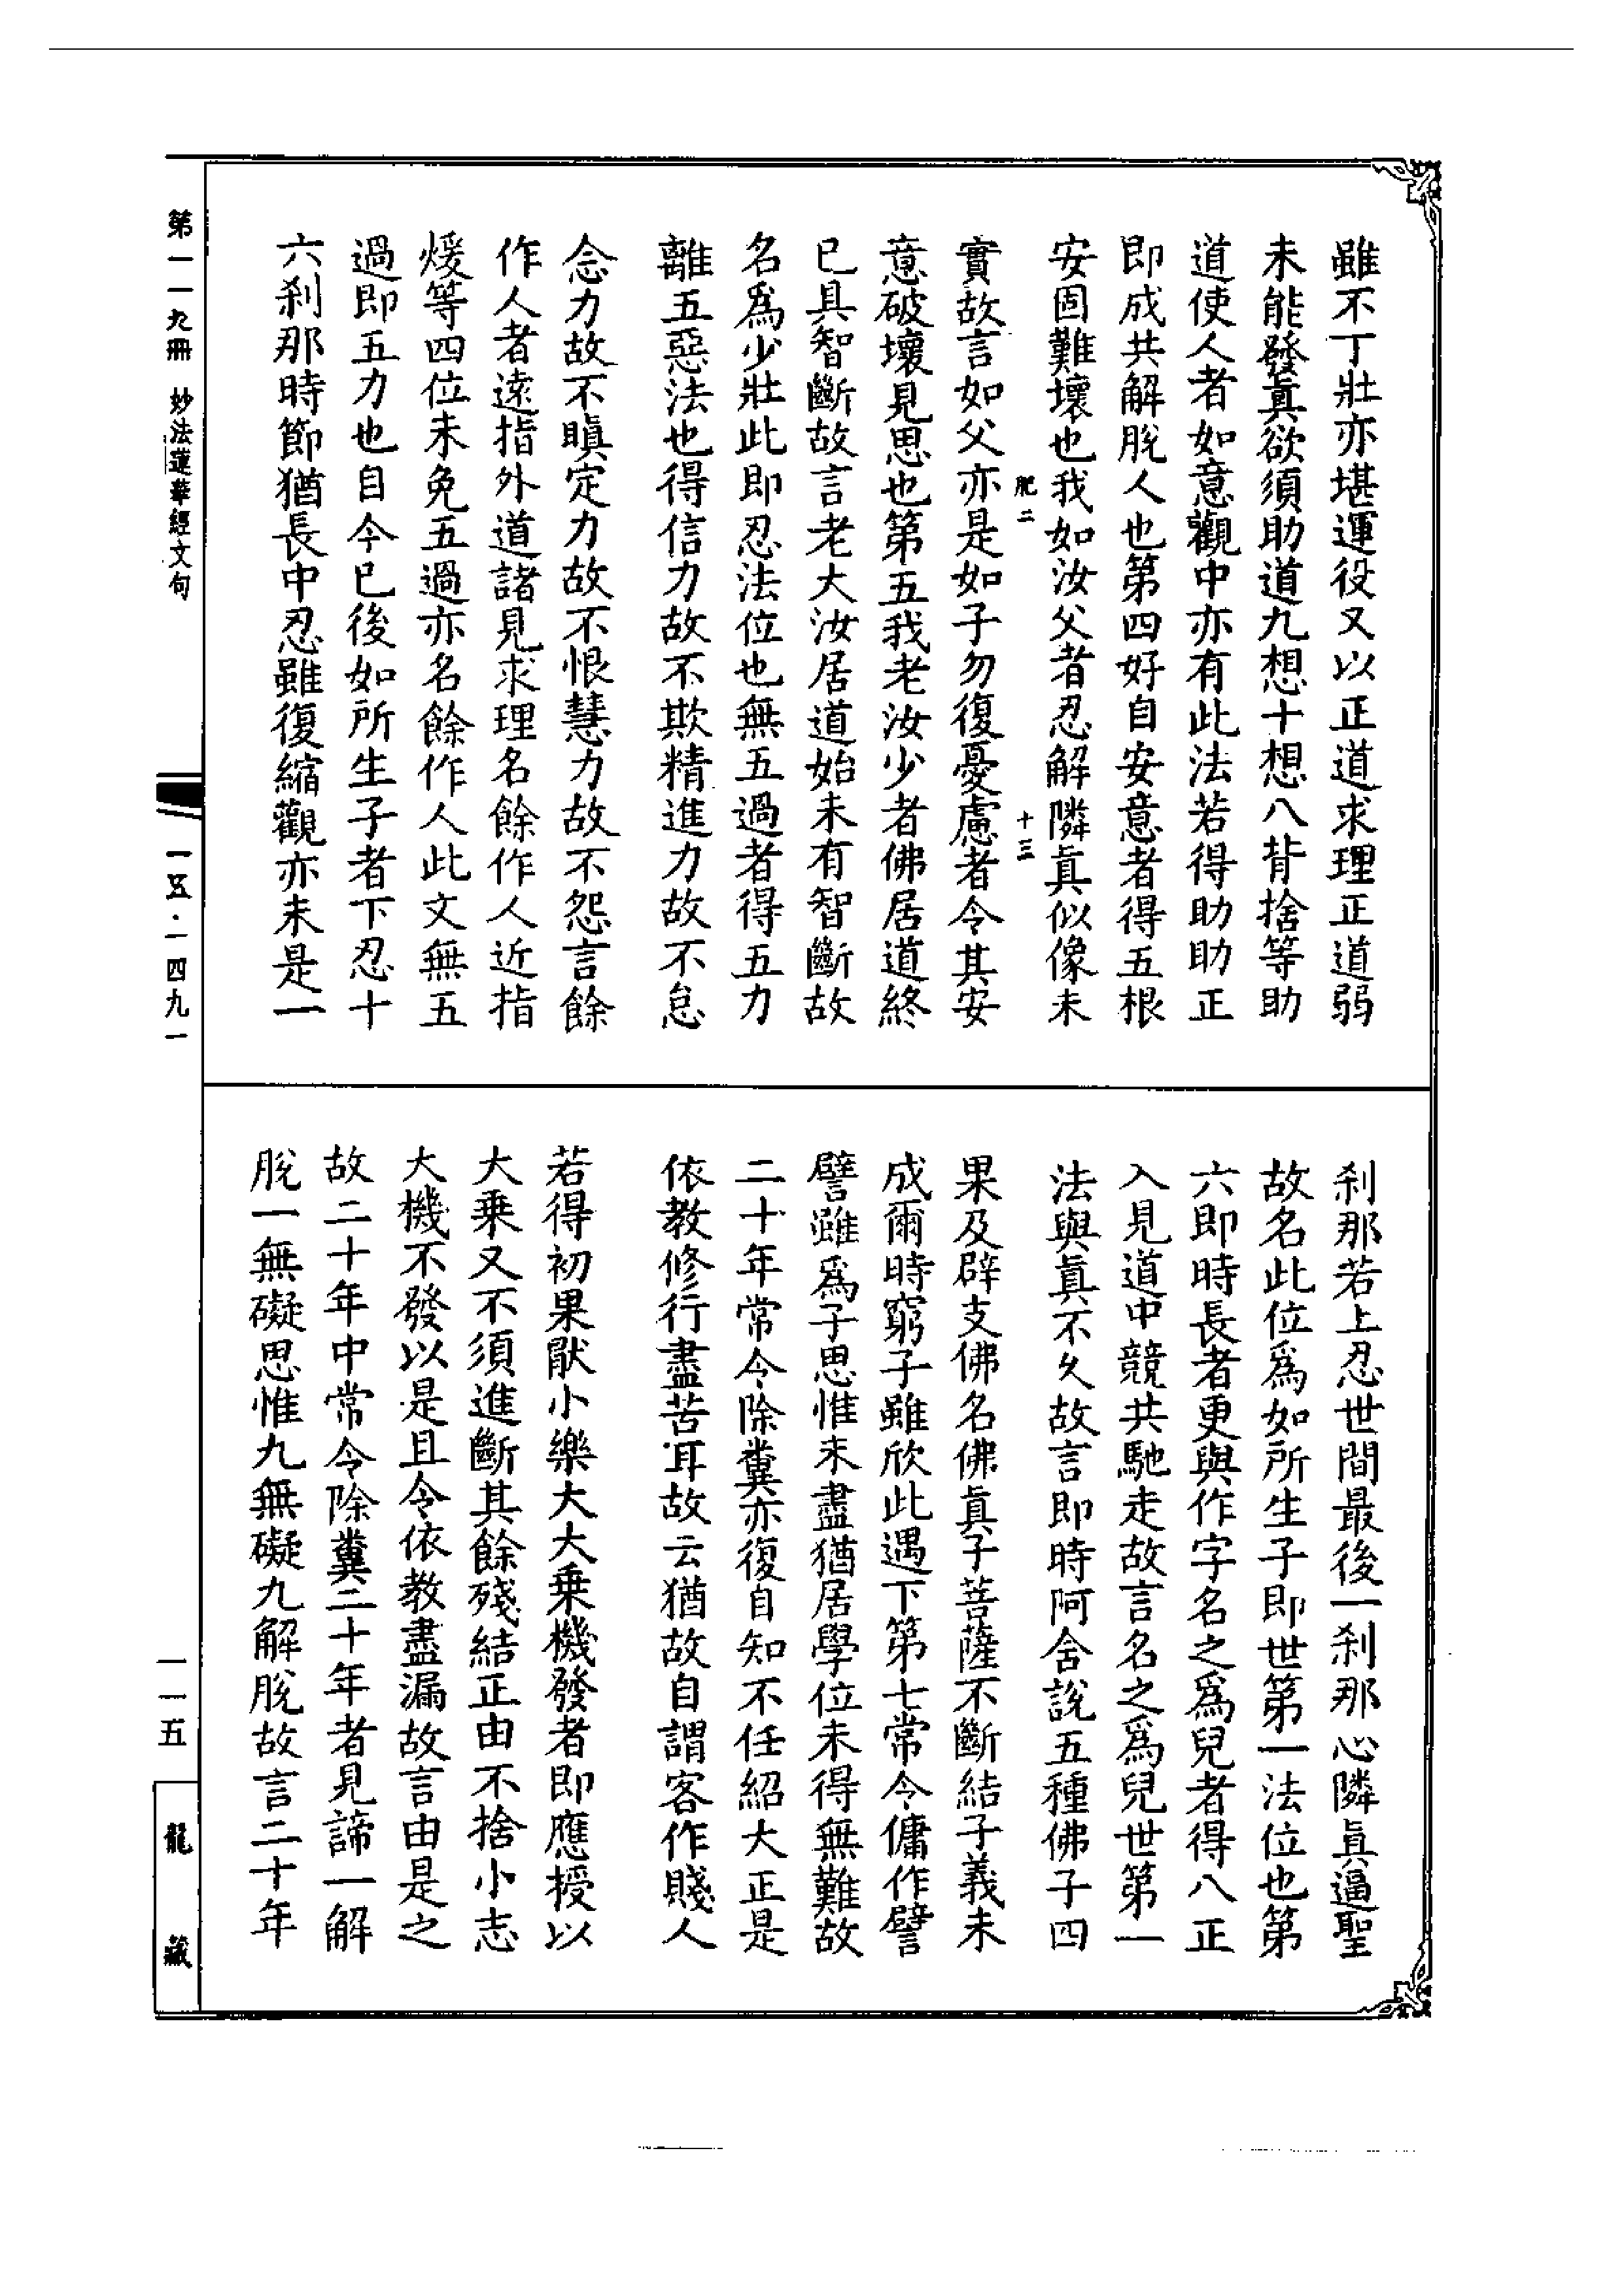 雖不丁壯亦堪運役又以正道求理正道弱
未能發眞欲須助道九想十想八背捨等助
道使人者如意觀中亦有此法若得助助正
即成共解脫人也第四好自安意者得五根
安固難壞也我如汝父者忍解隣真似像未
肥二
十三
實故言如父亦是如子勿復憂慮者令其安
意破壞見思也第五我老汝少者佛居道終
已具智斷故言老大汝居道始未有智斷故
名爲少壯此即忍法位也無五過者得五力
離五惡法也得信力故不欺精進力故不怠
念力故不瞋定力故不恨慧力故不怨言餘
作人者遠指外道諸見求理名餘作人近指
煖等四位未免五過亦名餘作人此文無五
過即五力也自今已後如所生子者下忍十
六刹那時節猶長中忍雖復縮觀亦未是一
刹那若上忍世間最後一刹那心隣眞逼聖
故名此位爲如所生子即世第一法位也第
六即時長者更與作字名之爲兒者得八正
入見道中競共馳走故言名之爲兒世第一
法與眞不久故言即時阿含說五種佛子四
果及辟支佛名佛眞子菩薩不斷結子義未
成爾時窮子雖欣此遇下第七常令傭作譬
譬雖爲子思惟未盡猶居學位未得無難故
二十年常令除糞亦復自知不任紹大正是
依教修行盡苦耳故云猶故自謂客作賤人
若得初果厭小樂大大乗機發者即應授以
大乗又不須進斷其餘殘結正由不捨小志
大機不發以是且令依教盡漏故言由是之
故二十年中常令除糞二十年者見諦一解
脫一無礙思惟九無礙九解脫故言二十年
第一一九冊 妙法蓮華經文句
一五·一四九一
一一五
龍藏